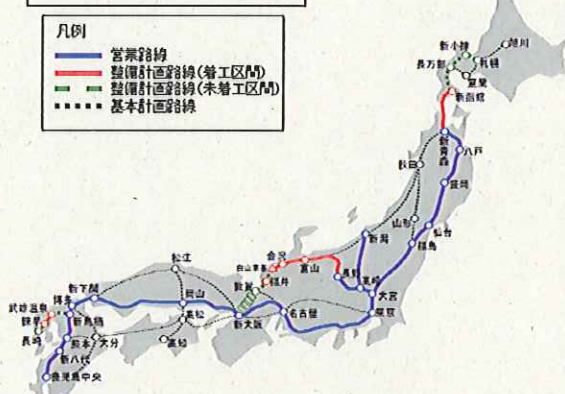 凡例
営業路線
整備計画路線(着工区間)
整備計画路線(未着工区間)
基本計画路線
旭川
新小樽
札幌
長万部
室蘭
新函館
新青森
八戸
秋田
盛岡
山形
仙台
福島
新潟
金沢
白山車基
富山
長野
高崎
福井
大宮
敦賀
東京
松江
新下関
岡山
新大阪
名古屋
博多
武雄温泉
新鳥栖
高松
諫早
長崎
熊本
大分
高知
新八代
鹿児島中央